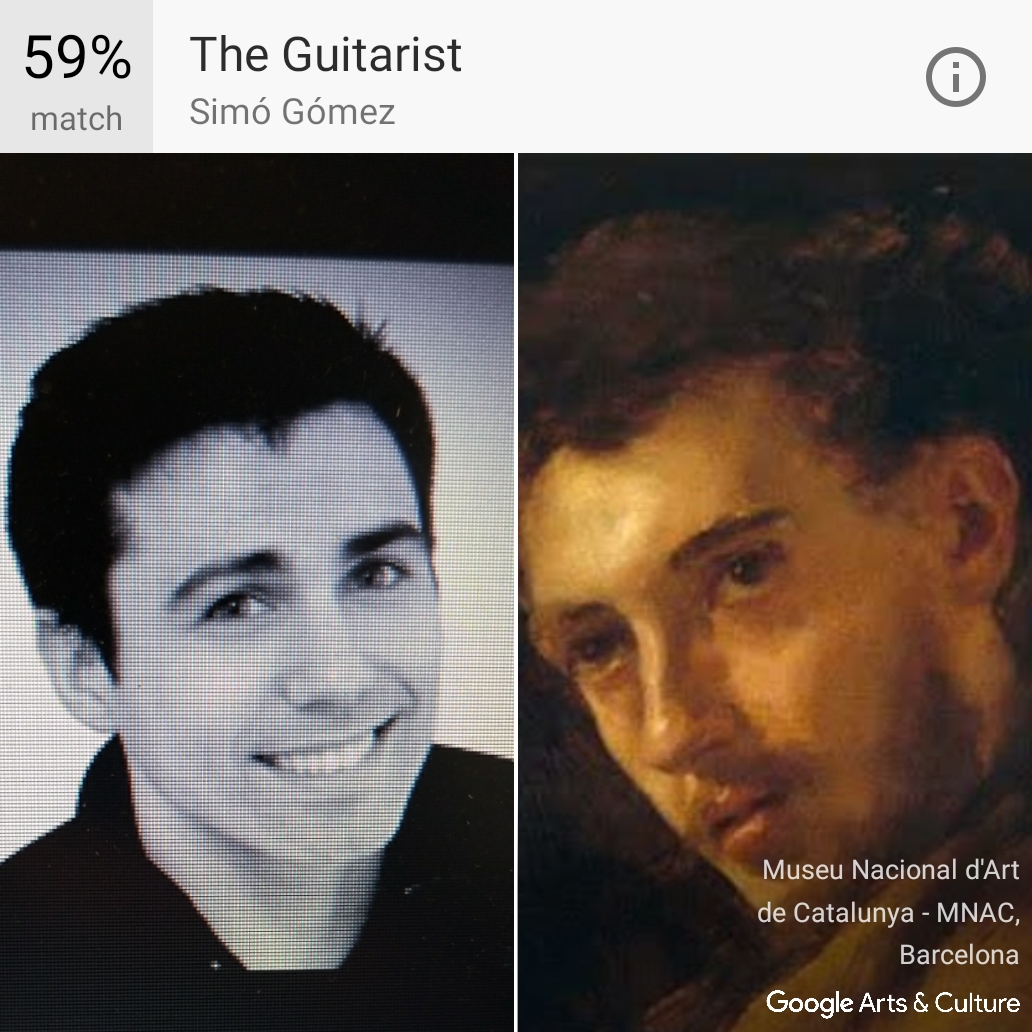 59%
match
The Guitarist
Simó Gómez
Museu Nacional d'Art
de Catalunya - MNAC,
Barcelona
Google Arts & Culture